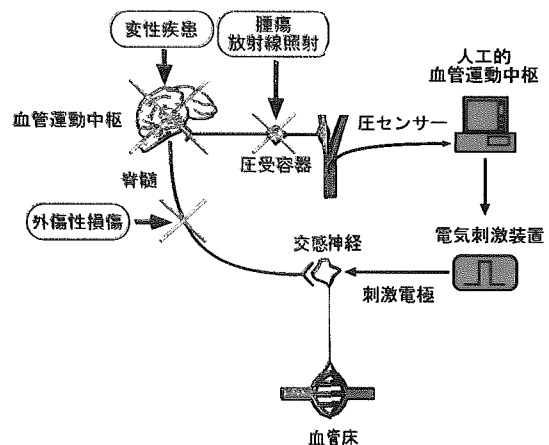 変性疾患
腫瘍
放射線照射
人工的
血管運動中枢
血管運動中枢
圧受容器
圧センサー
脊髄
外傷性損傷
交感神経
電気刺激装置
刺激電極
血管床